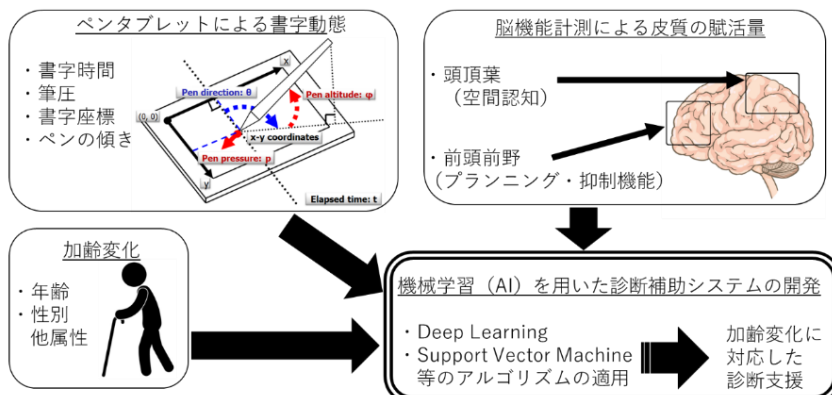 ペンタブレットによる書字動態
・書字時間
・筆圧
・書字座標
・ペンの傾き
x
Pen direction: θ
Pen altitude: φ
(0, 0)
x-y coordinates
Pen pressure: p
y
Elapsed time: t
脳機能計測による皮質の賦活量
・頭頂葉
（空間認知）
・前頭前野
（プランニング・抑制機能）
加齢変化
・年齢
・性別
他属性
機械学習（AI）を用いた診断補助システムの開発
・Deep Learning
・Support Vector Machine
等のアルゴリズムの適用
加齢変化に
対応した
診断支援